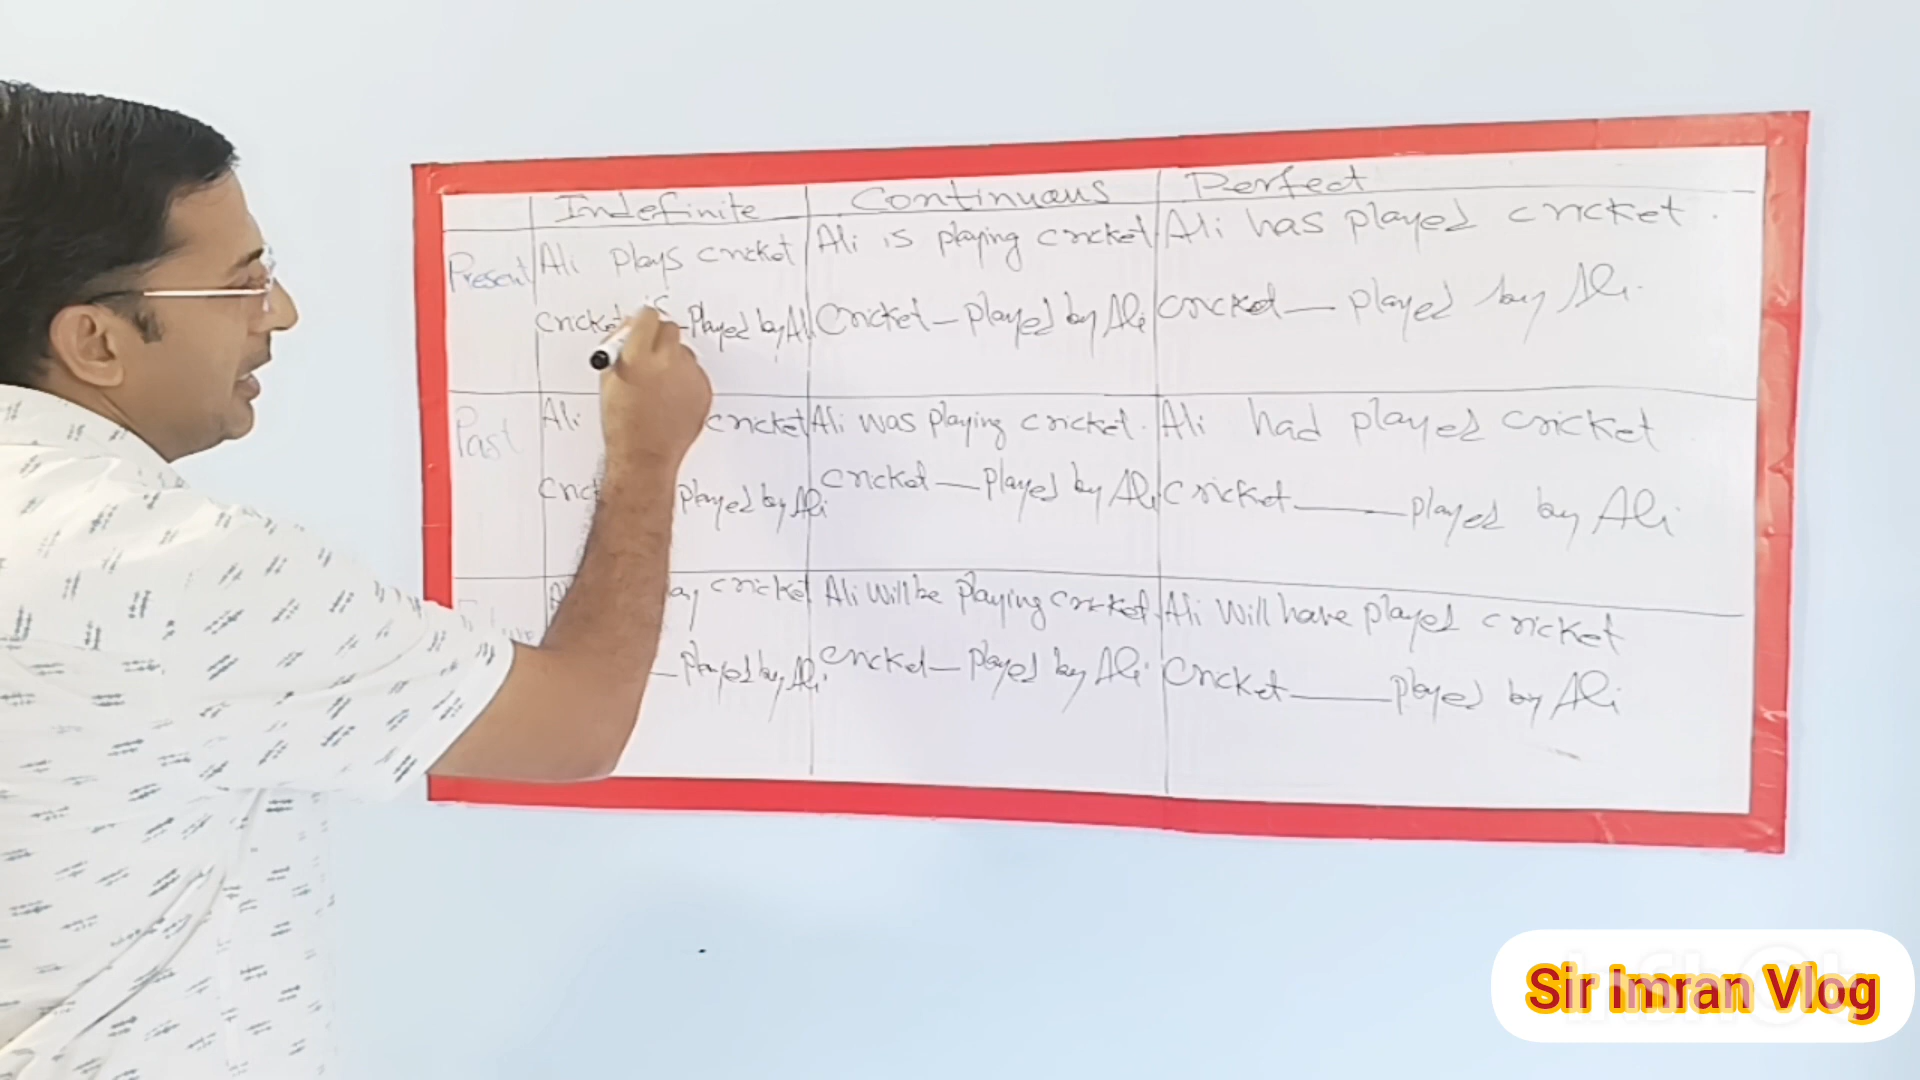 Indefinite Continuous Perfect
Present Ali plays cricket Ali is playing cricket Ali has played cricket.
cricket is _ Played by Ali Cricket _ played by Ali cricket __ played by Ali.
Past Ali cricket Ali was playing cricket. Ali had played cricket
played by Ali cricket __ played by Ali Cricket ____ played by Ali
cricket Ali will be playing cricket. Ali will have played cricket
_ played by Ali. cricket _ played by Ali Cricket ____ played by Ali
Sir Imran Vlog